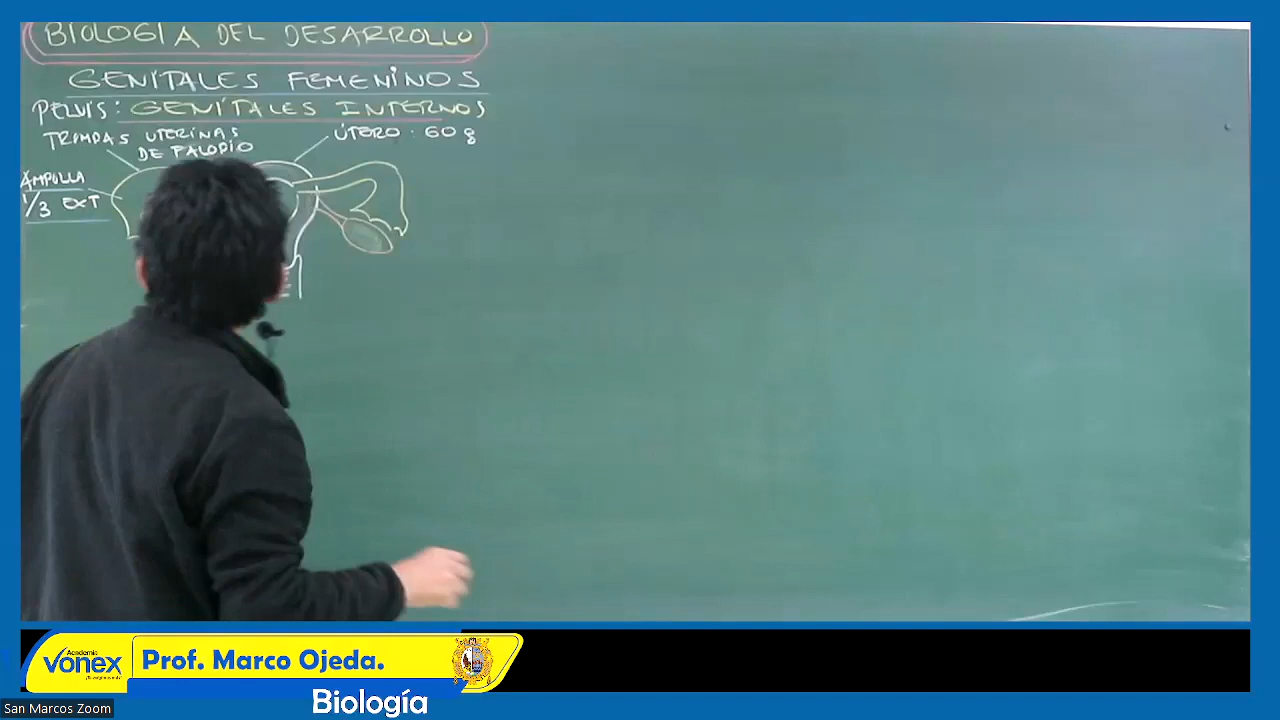 BIOLOGÍA DEL DESARROLLO
GENITALES FEMENINOS
PELVIS: GENITALES INTERNOS
TROMPAS UTERINAS
DE FALOPIO
ÚTERO: 60 g
AMPOLLA
1/3 EXT
Academia
vonex
Prof. Marco Ojeda.
Biología
San Marcos Zoom